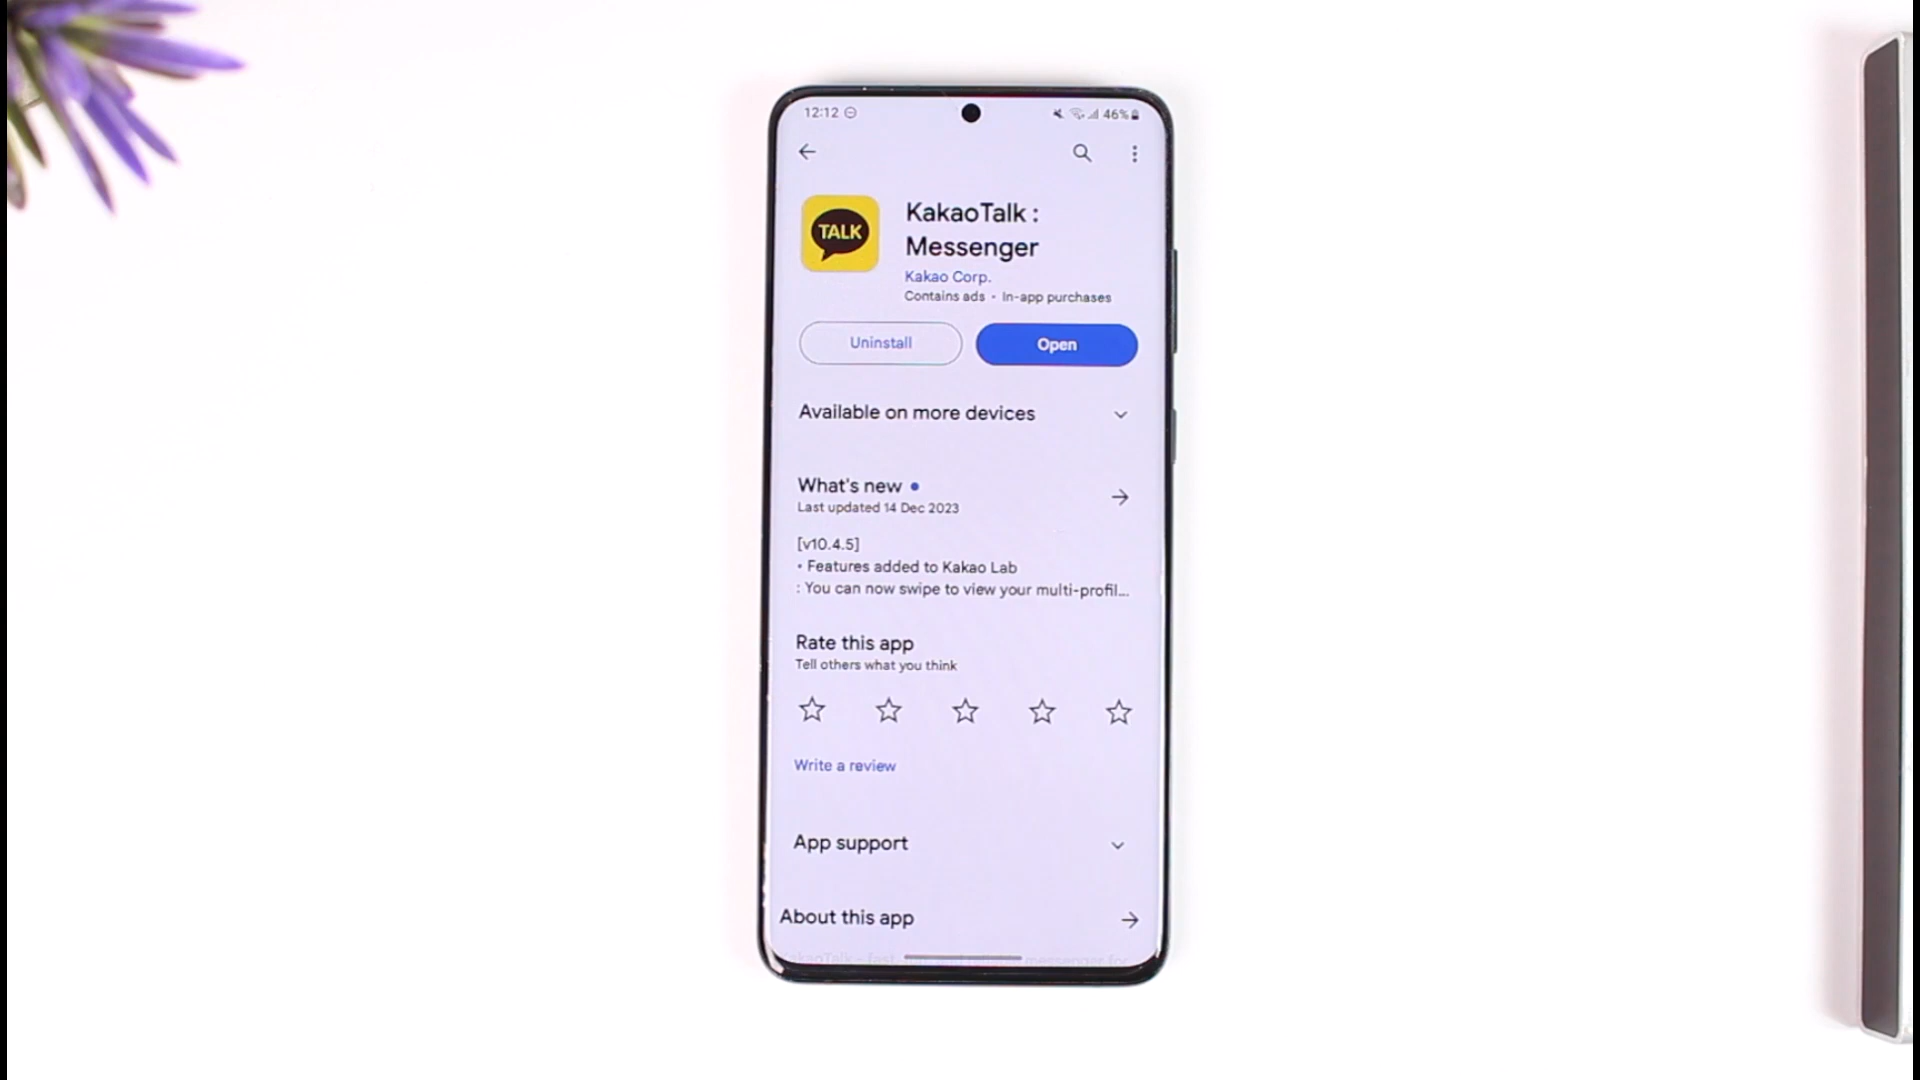 12:12
46%
TALK
KakaoTalk :
Messenger
Kakao Corp.
Contains ads • In-app purchases
Uninstall
Open
Available on more devices
What's new
Last updated 14 Dec 2023
[v10.4.5]
• Features added to Kakao Lab
: You can now swipe to view your multi-profil...
Rate this app
Tell others what you think
Write a review
App support
About this app
messenger for